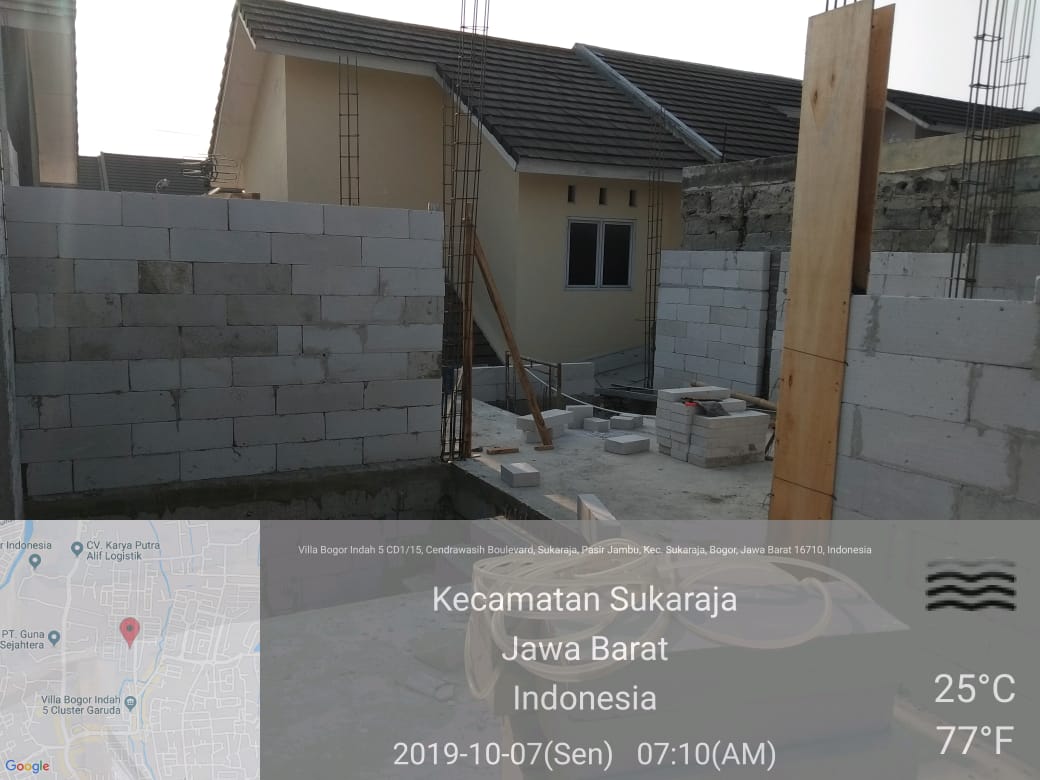 Villa Bogor Indah 5 CD1/15, Cendrawasih Boulevard, Sukaraja, Pasir Jambu, Kec. Sukaraja, Bogor, Jawa Barat 16710, Indonesia
r Indonesia
CV. Karya Putra
Alif Logistik
PT. Guna
Sejahtera
Villa Bogor Indah
5 Cluster Garuda
Google
Kecamatan Sukaraja
Jawa Barat
Indonesia
2019-10-07(Sen) 07:10(AM)
25°C
77°F